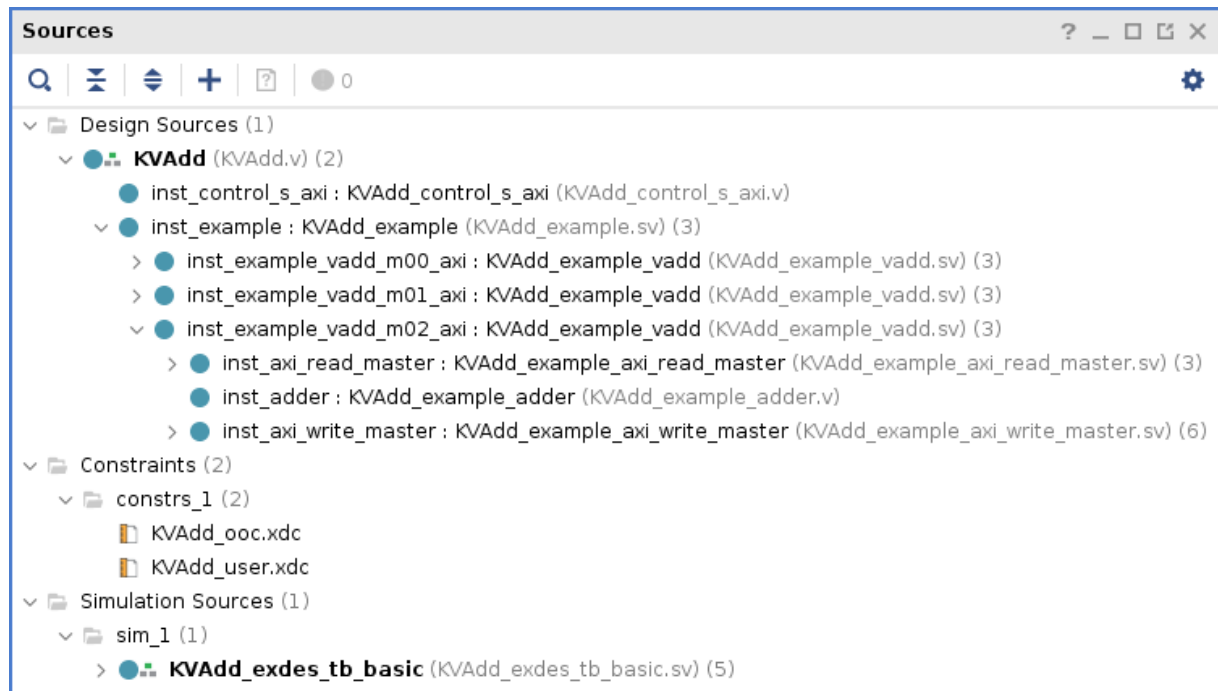 Sources
0
Design Sources (1)
KVAdd (KVAdd.v) (2)
inst_control_s_axi : KVAdd_control_s_axi (KVAdd_control_s_axi.v)
inst_example : KVAdd_example (KVAdd_example.sv) (3)
inst_example_vadd_m00_axi : KVAdd_example_vadd (KVAdd_example_vadd.sv) (3)
inst_example_vadd_m01_axi : KVAdd_example_vadd (KVAdd_example_vadd.sv) (3)
inst_example_vadd_m02_axi : KVAdd_example_vadd (KVAdd_example_vadd.sv) (3)
inst_axi_read_master : KVAdd_example_axi_read_master (KVAdd_example_axi_read_master.sv) (3)
inst_adder : KVAdd_example_adder (KVAdd_example_adder.v)
inst_axi_write_master : KVAdd_example_axi_write_master (KVAdd_example_axi_write_master.sv) (6)
Constraints (2)
constrs_1 (2)
KVAdd_ooc.xdc
KVAdd_user.xdc
Simulation Sources (1)
sim_1 (1)
KVAdd_exdes_tb_basic (KVAdd_exdes_tb_basic.sv) (5)